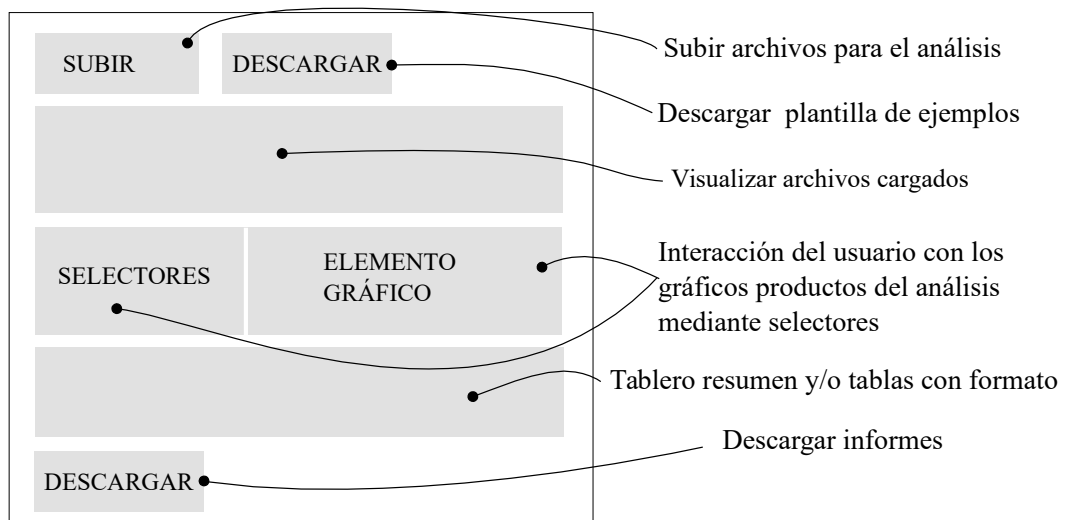 SUBIR
DESCARGAR
Subir archivos para el análisis
Descargar plantilla de ejemplos
Visualizar archivos cargados
SELECTORES
ELEMENTO
GRÁFICO
Interacción del usuario con los
gráficos productos del análisis
mediante selectores
Tablero resumen y/o tablas con formato
Descargar informes
DESCARGAR